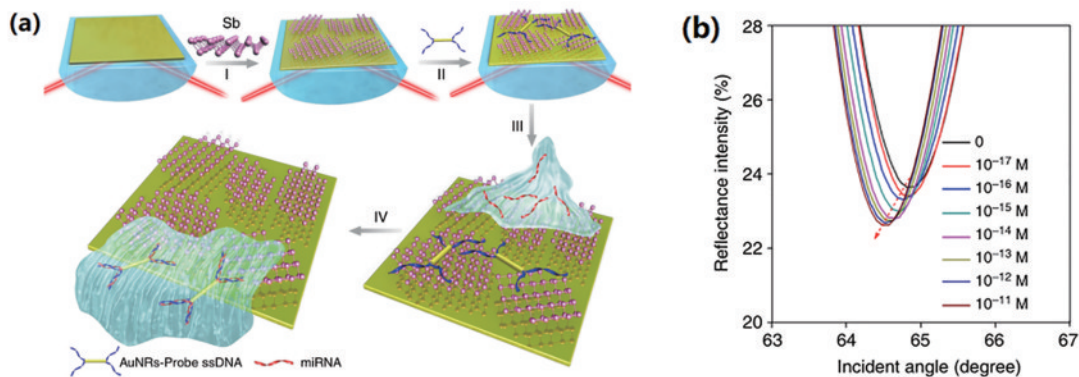 (a)
Sb
I
II
III
IV
AuNRs-Probe ssDNA
miRNA
(b)
Reflectance intensity (%)
28
26
24
22
20
0
10⁻¹⁷ M
10⁻¹⁶ M
10⁻¹⁵ M
10⁻¹⁴ M
10⁻¹³ M
10⁻¹² M
10⁻¹¹ M
63 64 65 66 67
Incident angle (degree)